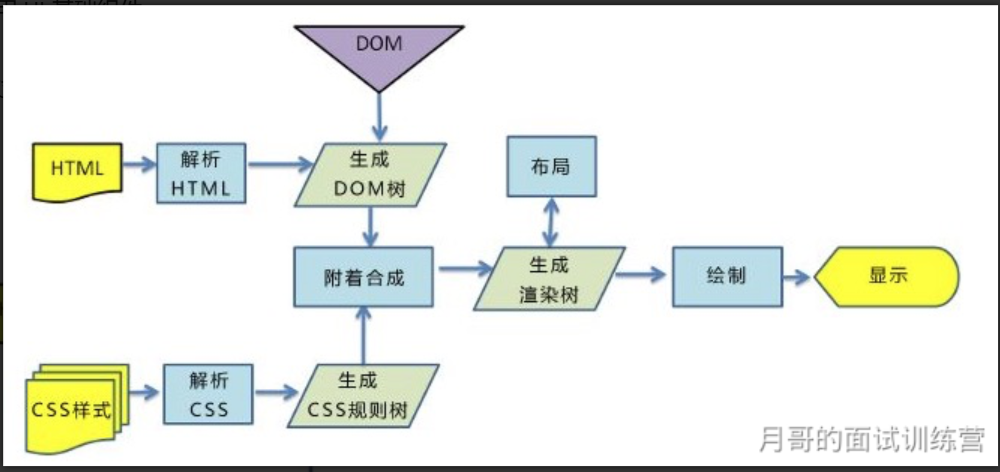 DOM
HTML
解析
HTML
生成
DOM树
布局
附着合成
生成
渲染树
绘制
显示
CSS样式
解析
CSS
生成
CSS规则树
月哥的面试训练营